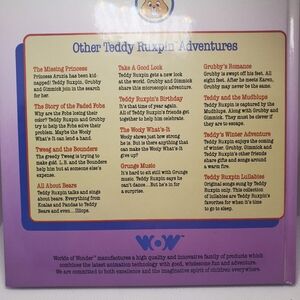 Other Teddy Ruxpin Adventures
The Missing Princess
Princess Aruzia has been kid
napped! Teddy Ruxpin, Grubby
and Gimmick join in the search
for her.
The Story of the Faded Fobs
Why are the Fobs losing their
color? Teddy Ruxpin and Grubby
try to help the Fobs solve this
problem. Grubby finds the Wooly
What's-It can lend a hand.
Tweeg and the Bounders
The greedy Tweeg is trying to
make gold. L.B. and the Bounders
help him but end up as enemies.
All About Bears
Teddy Ruxpin talks and sings
about bears. Everything from
Koalas and Pandas to Teddy
Bears and even... Illiops.
Take A Good Look
Teddy Ruxpin gets a new look
at the world. Grubby and Gimmick
share this microscopic adventure.
Teddy Ruxpin's Birthday
It's that time of year again.
All of Teddy Ruxpin's friends get
together to help him celebrate.
The Wooly What's-It
Wooly shows just how strong
he is. But is there anything that
can make the Wooly What's-It
give up?
Grunge Music
It's hard to sit still with Grunge
music. Teddy Ruxpin says he
can't dance... But he's in for
a surprise.
Grubby's Romance
Grubby is swept off his feet. All
eight feet. After he meets Karen,
Grubby may never be the same.
Teddy and the Mudblups
Teddy Ruxpin is captured by the
Mudblups. Along with Grubby and
Gimmick. They must be clever if
they are to escape.
Teddy's Winter Adventure
Teddy Ruxpin enjoys the coming
of winter. Grubby, Gimmick and
Teddy Ruxpin's other friends
share gifts and songs around a
warm fire.
Teddy Ruxpin Lullabies
Original songs sung by Teddy
Ruxpin only. This collection
of lullabies are Teddy Ruxpin's
favorites for when it's time
to go to sleep.
WOW
Worlds of Wonder™ manufactures a high quality and innovative family of products which
combines the latest animation technology with good, wholesome fun and adventure.
We are committed to both excellence and the imaginative spirit of children everywhere.